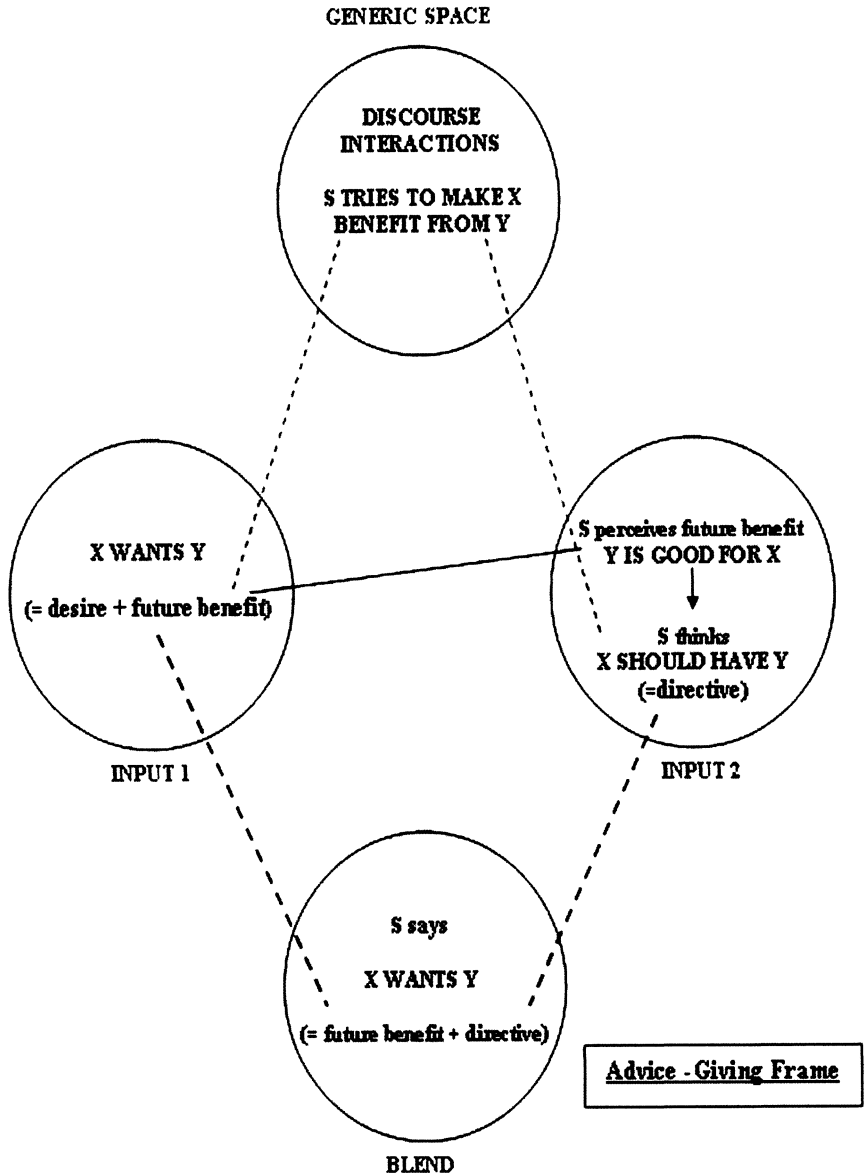 GENERIC SPACE
DISCOURSE
INTERACTIONS
S TRIES TO MAKE X
BENEFIT FROM Y
X WANTS Y
(= desire + future benefit)
INPUT 1
S perceives future benefit
Y IS GOOD FOR X
S thinks
X SHOULD HAVE Y
(=directive)
INPUT 2
S says
X WANTS Y
(= future benefit + directive)
BLEND
Advice - Giving Frame